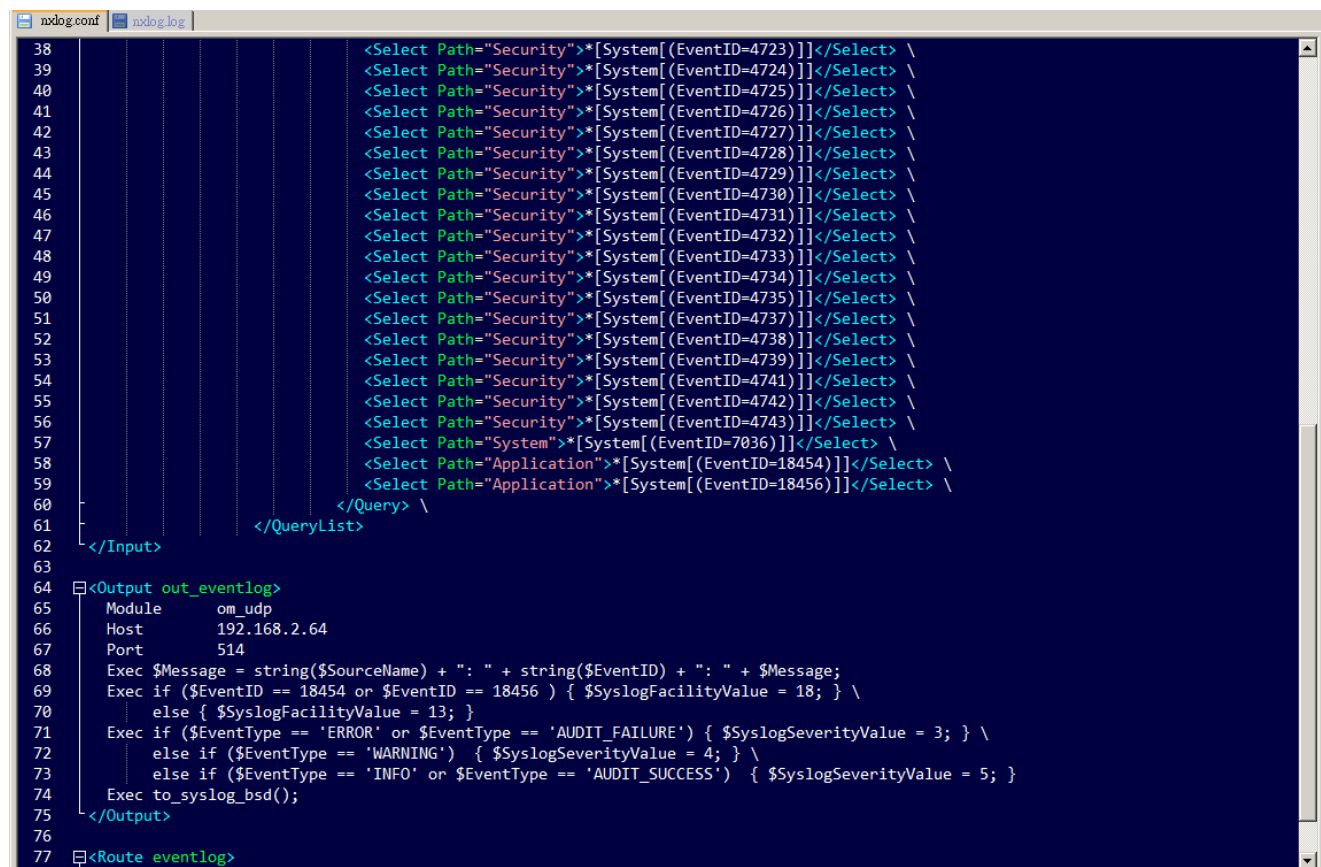 nxlog.conf nxlog.log
38 <Select Path="Security">*[System[(EventID=4723)]]</Select> \
39 <Select Path="Security">*[System[(EventID=4724)]]</Select> \
40 <Select Path="Security">*[System[(EventID=4725)]]</Select> \
41 <Select Path="Security">*[System[(EventID=4726)]]</Select> \
42 <Select Path="Security">*[System[(EventID=4727)]]</Select> \
43 <Select Path="Security">*[System[(EventID=4728)]]</Select> \
44 <Select Path="Security">*[System[(EventID=4729)]]</Select> \
45 <Select Path="Security">*[System[(EventID=4730)]]</Select> \
46 <Select Path="Security">*[System[(EventID=4731)]]</Select> \
47 <Select Path="Security">*[System[(EventID=4732)]]</Select> \
48 <Select Path="Security">*[System[(EventID=4733)]]</Select> \
49 <Select Path="Security">*[System[(EventID=4734)]]</Select> \
50 <Select Path="Security">*[System[(EventID=4735)]]</Select> \
51 <Select Path="Security">*[System[(EventID=4737)]]</Select> \
52 <Select Path="Security">*[System[(EventID=4738)]]</Select> \
53 <Select Path="Security">*[System[(EventID=4739)]]</Select> \
54 <Select Path="Security">*[System[(EventID=4741)]]</Select> \
55 <Select Path="Security">*[System[(EventID=4742)]]</Select> \
56 <Select Path="Security">*[System[(EventID=4743)]]</Select> \
57 <Select Path="System">*[System[(EventID=7036)]]</Select> \
58 <Select Path="Application">*[System[(EventID=18454)]]</Select> \
59 <Select Path="Application">*[System[(EventID=18456)]]</Select> \
60 </Query> \
61 </QueryList>
62 </Input>
63
64 <Output out_eventlog>
65 Module om_udp
66 Host 192.168.2.64
67 Port 514
68 Exec $Message = string($SourceName) + ": " + string($EventID) + ": " + $Message;
69 Exec if ($EventID == 18454 or $EventID == 18456 ) { $SyslogFacilityValue = 18; } \
70 else { $SyslogFacilityValue = 13; }
71 Exec if ($EventType == 'ERROR' or $EventType == 'AUDIT_FAILURE') { $SyslogSeverityValue = 3; } \
72 else if ($EventType == 'WARNING') { $SyslogSeverityValue = 4; } \
73 else if ($EventType == 'INFO' or $EventType == 'AUDIT_SUCCESS') { $SyslogSeverityValue = 5; }
74 Exec to_syslog_bsd();
75 </Output>
76
77 <Route eventlog>